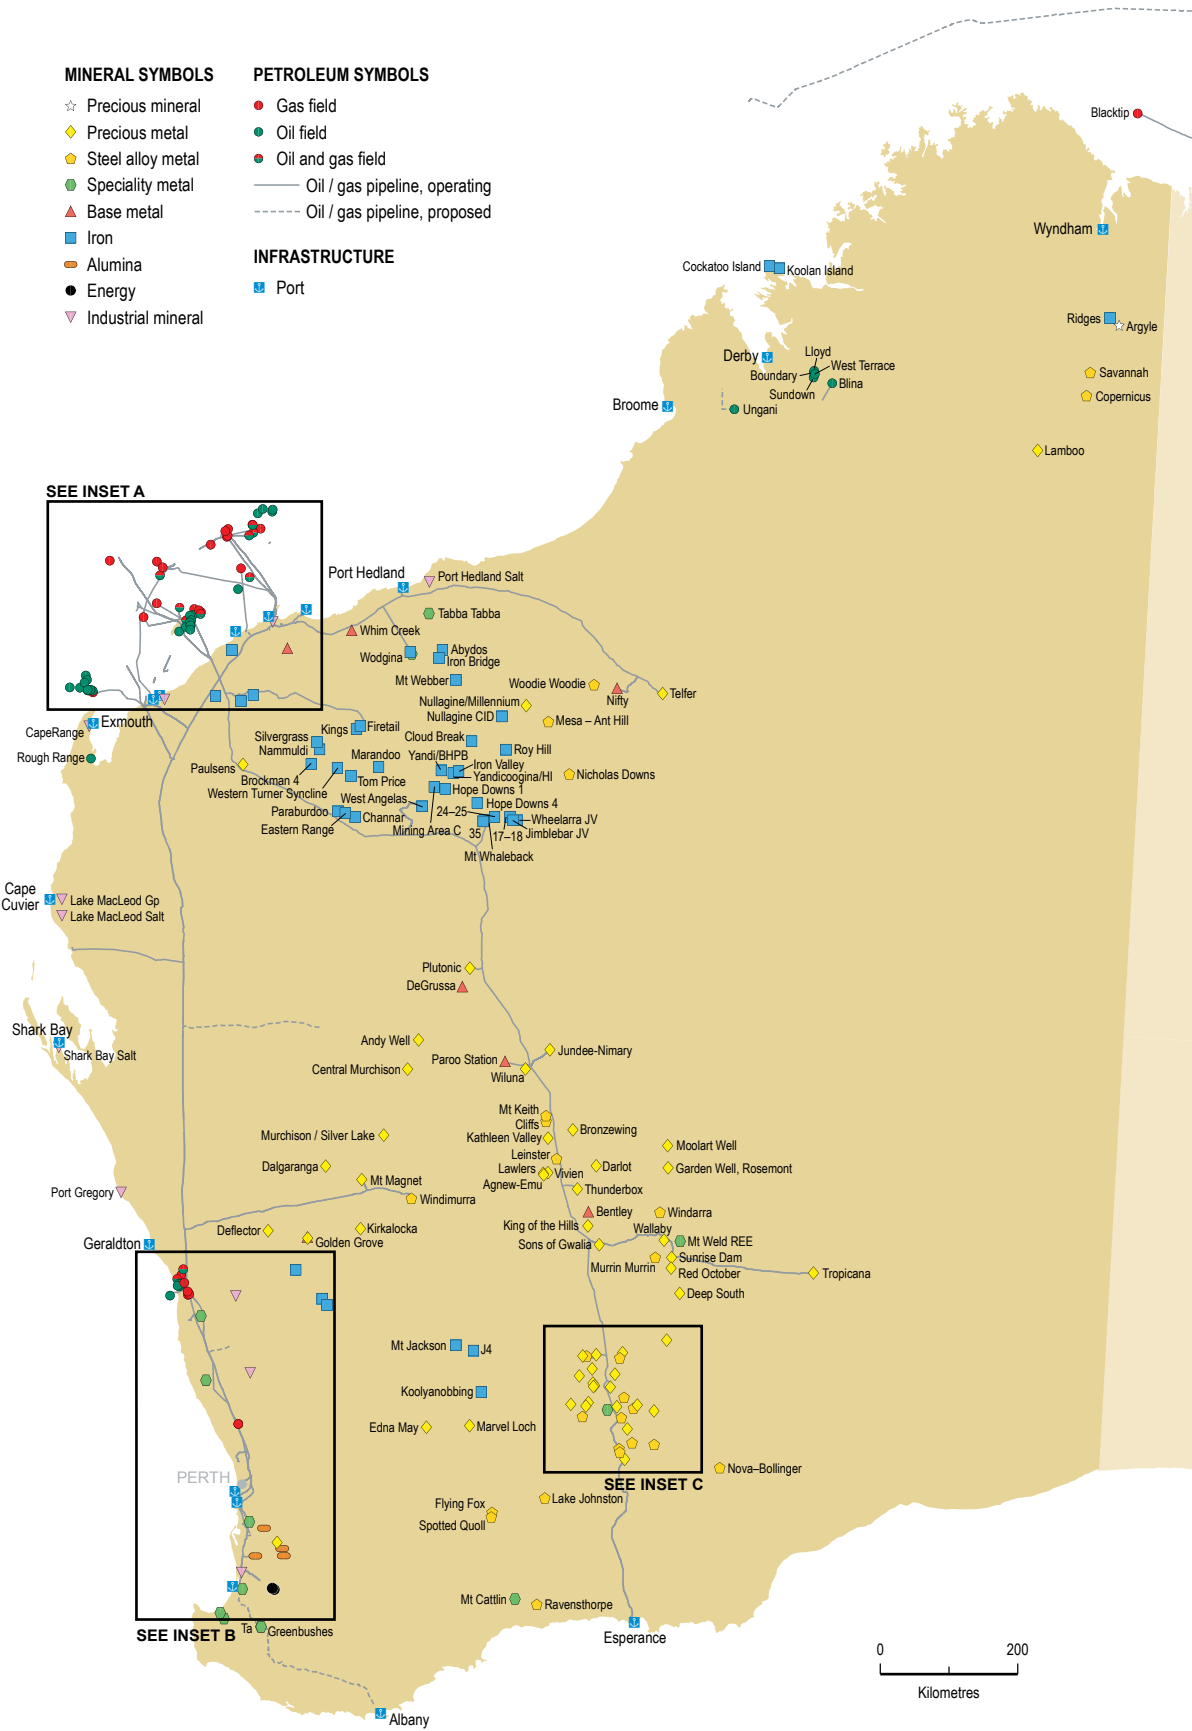 MINERAL SYMBOLS
Precious mineral
Precious metal
Steel alloy metal
Speciality metal
Base metal
Iron
Alumina
Energy
Industrial mineral
PETROLEUM SYMBOLS
Gas field
Oil field
Oil and gas field
Oil / gas pipeline, operating
Oil / gas pipeline, proposed
INFRASTRUCTURE
Port
Blacktip
Wyndham
Cockatoo Island
Koolan Island
Ridges
Argyle
Derby
Lloyd
West Terrace
Boundary
Blina
Sundown
Savannah
Copernicus
Broome
Ungani
Lamboo
SEE INSET A
Port Hedland
Port Hedland Salt
Tabba Tabba
Whim Creek
Wodgina
Abydos
Iron Bridge
Mt Webber
Woodie Woodie
Nifty
Telfer
Nullagine/Millennium
Nullagine CID
Mesa – Ant Hill
Exmouth
CapeRange
Rough Range
Kings
Firetail
Silvergrass
Nammuldi
Cloud Break
Roy Hill
Paulsens
Marandoo
Yandi/BHPB
Iron Valley
Yandicoogina/HI
Nicholas Downs
Brockman 4
Tom Price
Western Turner Syncline
Hope Downs 1
West Angelas
Hope Downs 4
Paraburdoo
24–25
Channar
Wheelarra JV
Eastern Range
Mining Area C
35
17–18
Jimblebar JV
Mt Whaleback
Cape
Cuvier
Lake MacLeod Gp
Lake MacLeod Salt
Plutonic
DeGrussa
Shark Bay
Shark Bay Salt
Andy Well
Jundee-Nimary
Paroo Station
Central Murchison
Wiluna
Mt Keith
Cliffs
Bronzewing
Murchison / Silver Lake
Kathleen Valley
Moolart Well
Leinster
Dalgaranga
Lawlers
Vivien
Darlot
Garden Well, Rosemont
Mt Magnet
Agnew-Emu
Thunderbox
Port Gregory
Windimurra
Bentley
Windarra
Deflector
Kirkalocka
King of the Hills
Wallaby
Geraldton
Golden Grove
Sons of Gwalia
Mt Weld REE
Sunrise Dam
Murrin Murrin
Red October
Tropicana
Deep South
Mt Jackson
J4
Koolyanobbing
Edna May
Marvel Loch
PERTH
Nova–Bollinger
SEE INSET C
Lake Johnston
Flying Fox
Spotted Quoll
Mt Cattlin
Ravensthorpe
SEE INSET B
Ta
Greenbushes
Esperance
0
200
Kilometres
Albany